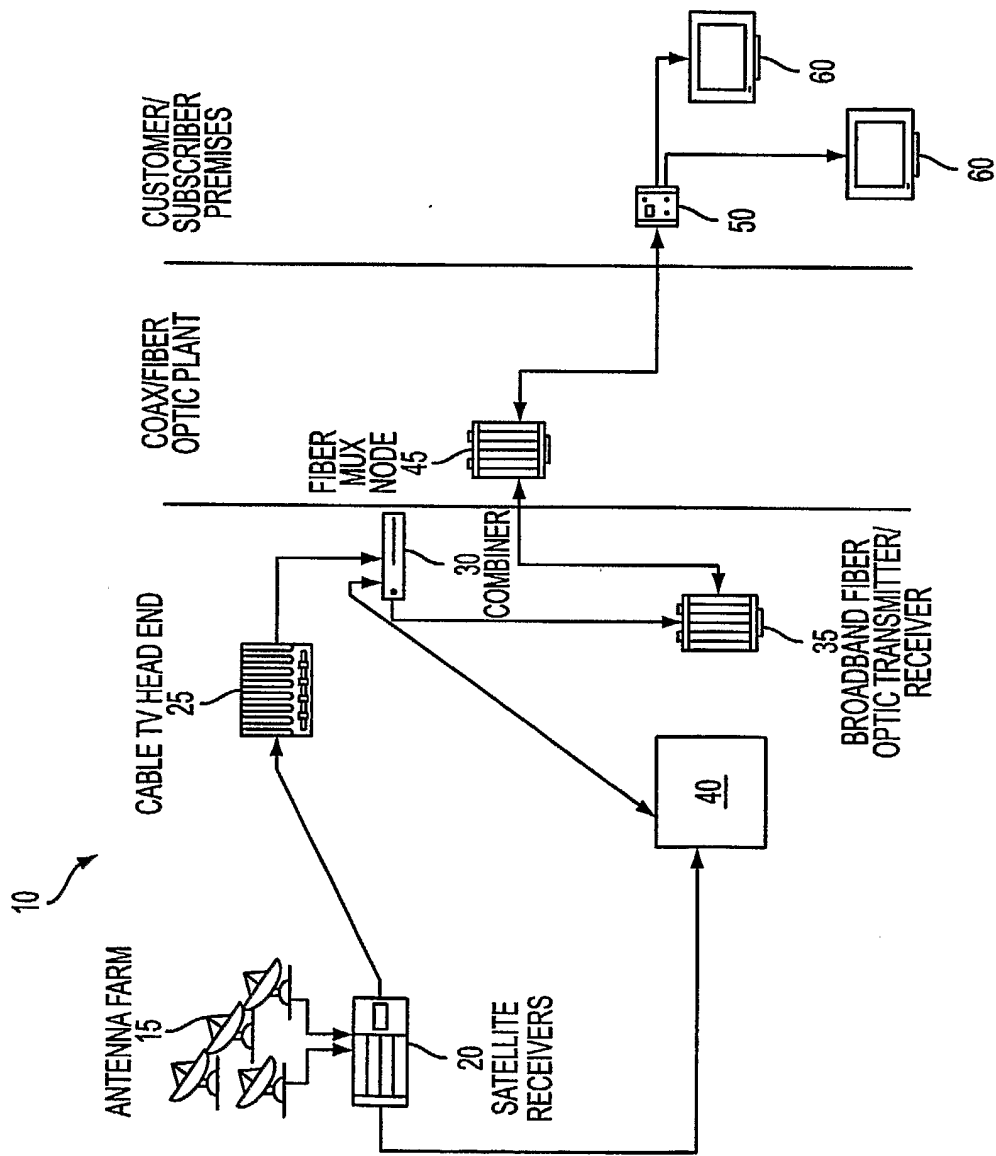 10
ANTENNA FARM
15
20
SATELLITE
RECEIVERS
CABLE TV HEAD END
25
30
COMBINER
40
35
BROADBAND FIBER
OPTIC TRANSMITTER/
RECEIVER
COAX/FIBER
OPTIC PLANT
FIBER
MUX
NODE
45
CUSTOMER/
SUBSCRIBER
PREMISES
50
60
60